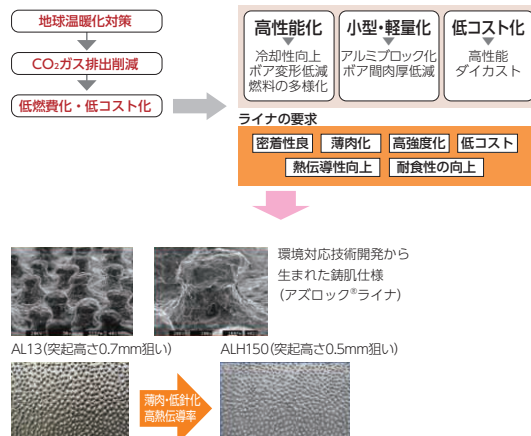 地球温暖化対策
CO₂ガス排出削減
低燃費化・低コスト化
高性能化
冷却性向上
ボア変形低減
燃料の多様化
小型・軽量化
アルミブロック化
ボア間肉厚低減
低コスト化
高性能
ダイカスト
ライナの要求
密着性良 薄肉化 高強度化 低コスト
熱伝導性向上 耐食性の向上
環境対応技術開発から
生まれた鋳肌仕様
(アズロック®ライナ)
AL13(突起高さ0.7mm狙い)
ALH150(突起高さ0.5mm狙い)
薄肉・低針化
高熱伝導率